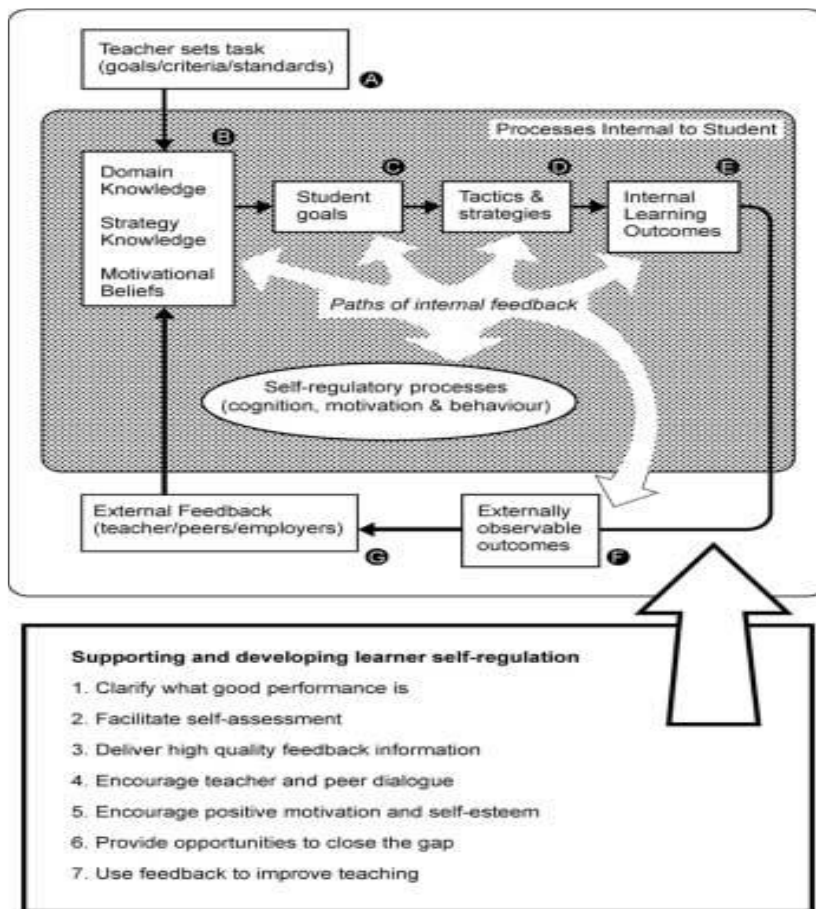 Teacher sets task
(goals/criteria/standards)
A
Processes Internal to Student
B
Domain
Knowledge
Strategy
Knowledge
Motivational
Beliefs
C
Student
goals
D
Tactics &
strategies
E
Internal
Learning
Outcomes
Paths of internal feedback
Self-regulatory processes
(cognition, motivation & behaviour)
External Feedback
(teacher/peers/employers)
G
Externally
observable
outcomes
F
Supporting and developing learner self-regulation
1. Clarify what good performance is
2. Facilitate self-assessment
3. Deliver high quality feedback information
4. Encourage teacher and peer dialogue
5. Encourage positive motivation and self-esteem
6. Provide opportunities to close the gap
7. Use feedback to improve teaching